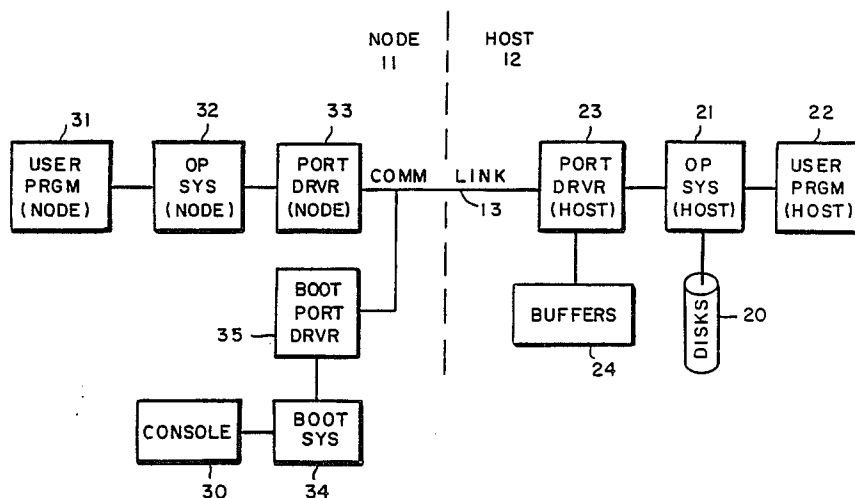 NODE
11
HOST
12
31
32
33
23
21
22
USER
PRGM
(NODE)
OP
SYS
(NODE)
PORT
DRVR
(NODE)
COMM LINK
13
PORT
DRVR
(HOST)
OP
SYS
(HOST)
USER
PRGM
(HOST)
BOOT
PORT
DRVR
35
BUFFERS
24
DISKS
20
CONSOLE
30
BOOT
SYS
34